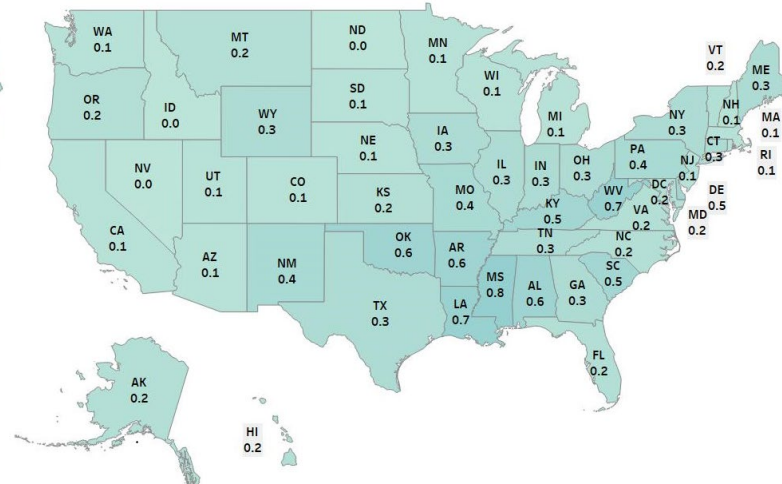 WA
0.1
MT
0.2
ND
0.0
MN
0.1
VT
0.2
ME
0.3
OR
0.2
ID
0.0
WY
0.3
SD
0.1
WI
0.1
MI
0.1
NY
0.3
NH
0.1
MA
0.1
NV
0.0
UT
0.1
CO
0.1
NE
0.1
IA
0.3
IL
0.3
IN
0.3
OH
0.3
PA
0.4
NJ
0.1
CT
0.3
RI
0.1
CA
0.1
AZ
0.1
NM
0.4
KS
0.2
MO
0.4
KY
0.5
WV
0.7
VA
0.2
DC
0.2
DE
0.5
MD
0.2
OK
0.6
AR
0.6
TN
0.3
NC
0.2
SC
0.5
TX
0.3
LA
0.7
MS
0.8
AL
0.6
GA
0.3
FL
0.2
AK
0.2
HI
0.2